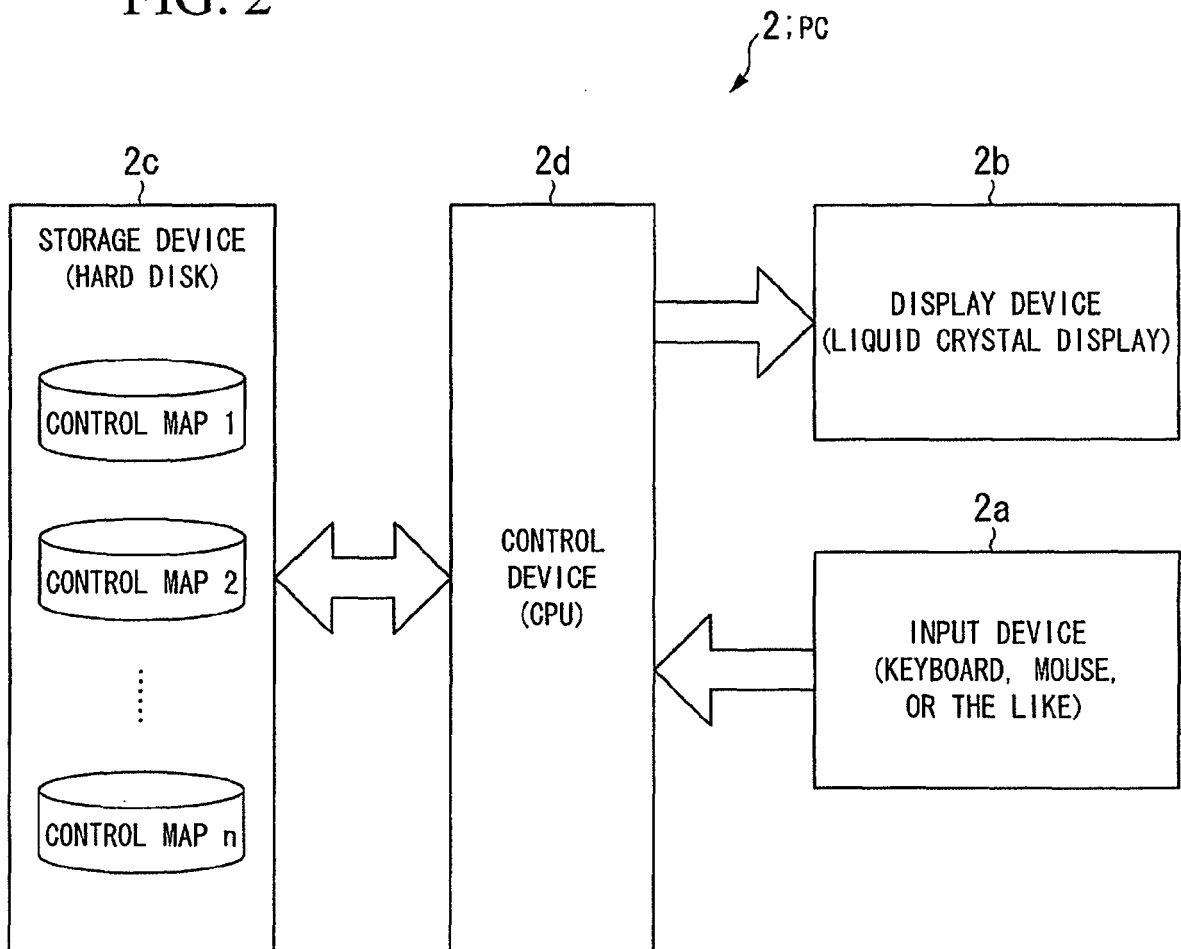 FIG. 2
2;PC
2c
2d
2b
STORAGE DEVICE
(HARD DISK)
CONTROL MAP 1
CONTROL MAP 2
CONTROL MAP n
CONTROL
DEVICE
(CPU)
DISPLAY DEVICE
(LIQUID CRYSTAL DISPLAY)
2a
INPUT DEVICE
(KEYBOARD, MOUSE,
OR THE LIKE)